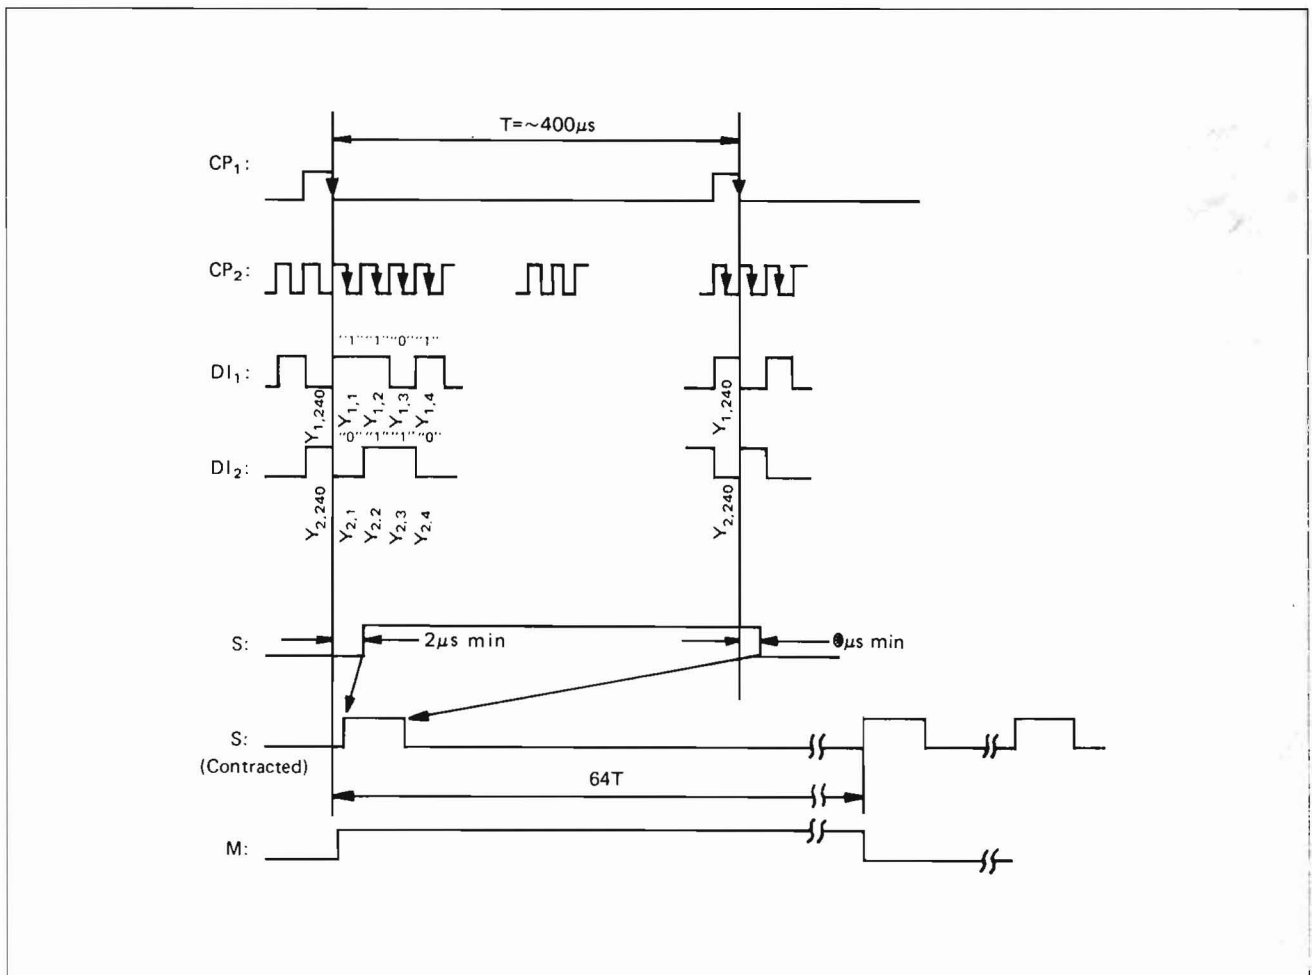 T=~400μs
CP₁:
CP₂:
"1" "1" "0" "1"
DI₁:
Y₁,₂₄₀ Y₁,₁ Y₁,₂ Y₁,₃ Y₁,₄ Y₁,₂₄₀
"0" "1" "1" "0"
DI₂:
Y₂,₂₄₀ Y₂,₁ Y₂,₂ Y₂,₃ Y₂,₄ Y₂,₂₄₀
S: 2μs min μs min
S:
(Contracted)
64T
M: